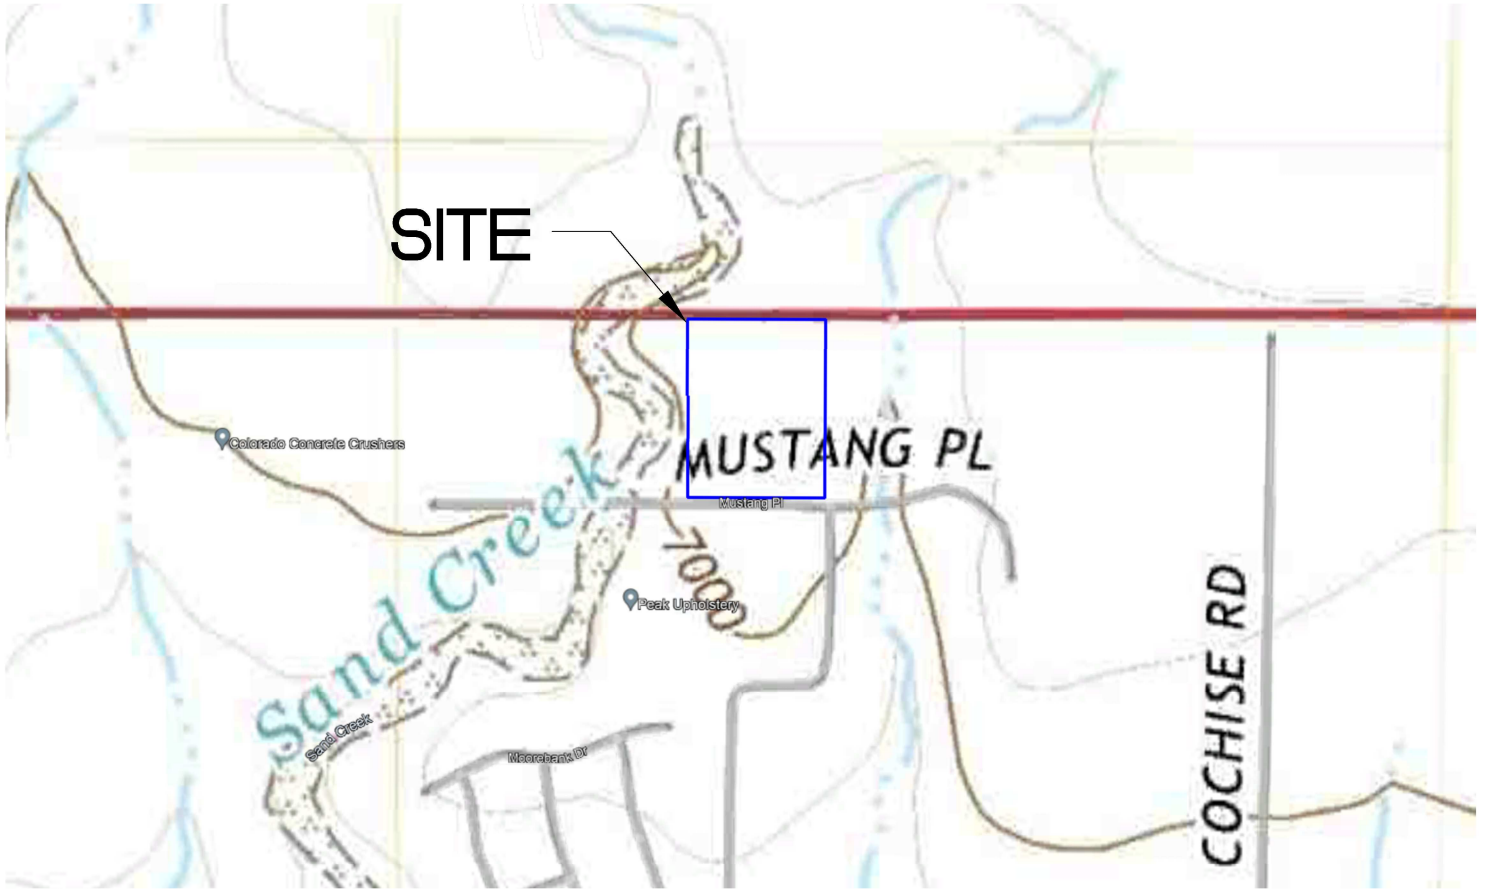 SITE
Colorado Concrete Crushers
MUSTANG PL
Mustang Pl
Sand Creek
7000
Peak Upholstery
Sand Creek
Moorebank Dr
COCHISE RD